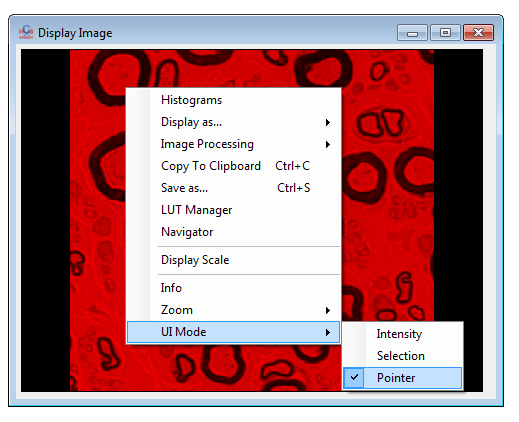 Display Image
Histograms
Display as...
Image Processing
Copy To Clipboard Ctrl+C
Save as... Ctrl+S
LUT Manager
Navigator
Display Scale
Info
Zoom
UI Mode
Intensity
Selection
Pointer